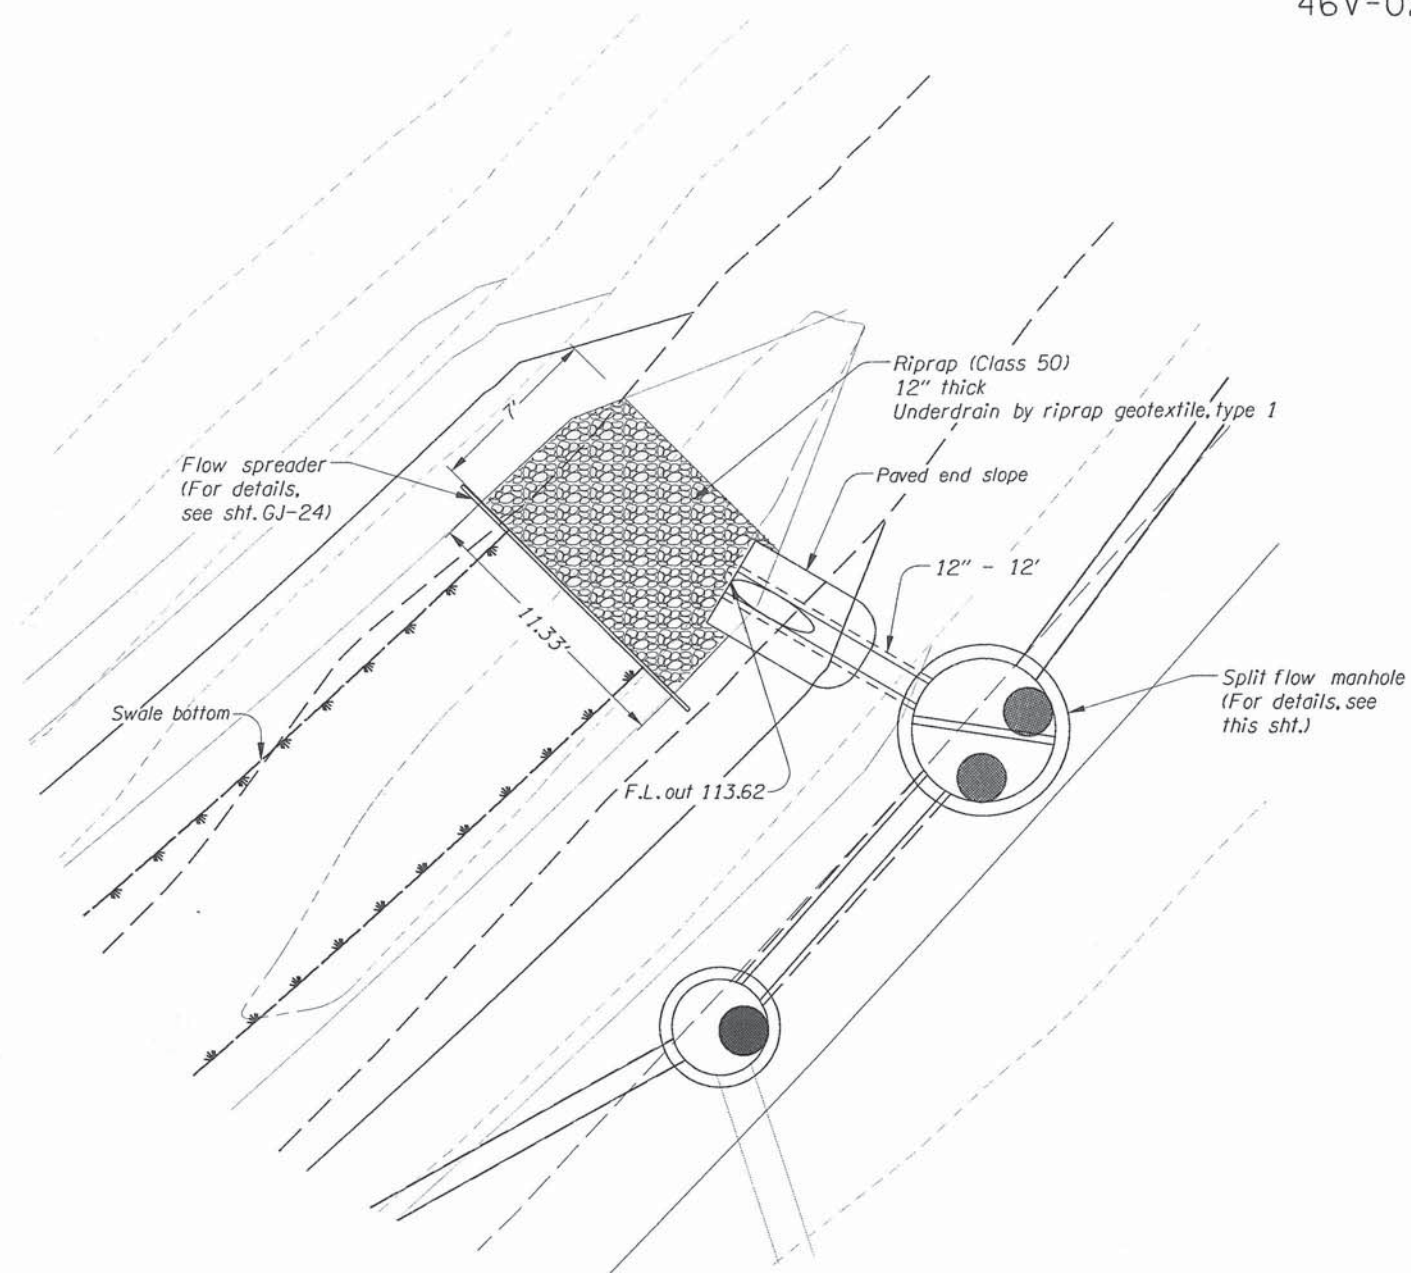 Riprap (Class 50)
12" thick
Underdrain by riprap geotextile, type 1
7'
Flow spreader
(For details,
see sht. GJ-24)
Paved end slope
12" - 12'
11.33'
Split flow manhole
(For details, see
this sht.)
Swale bottom
F.L. out 113.62